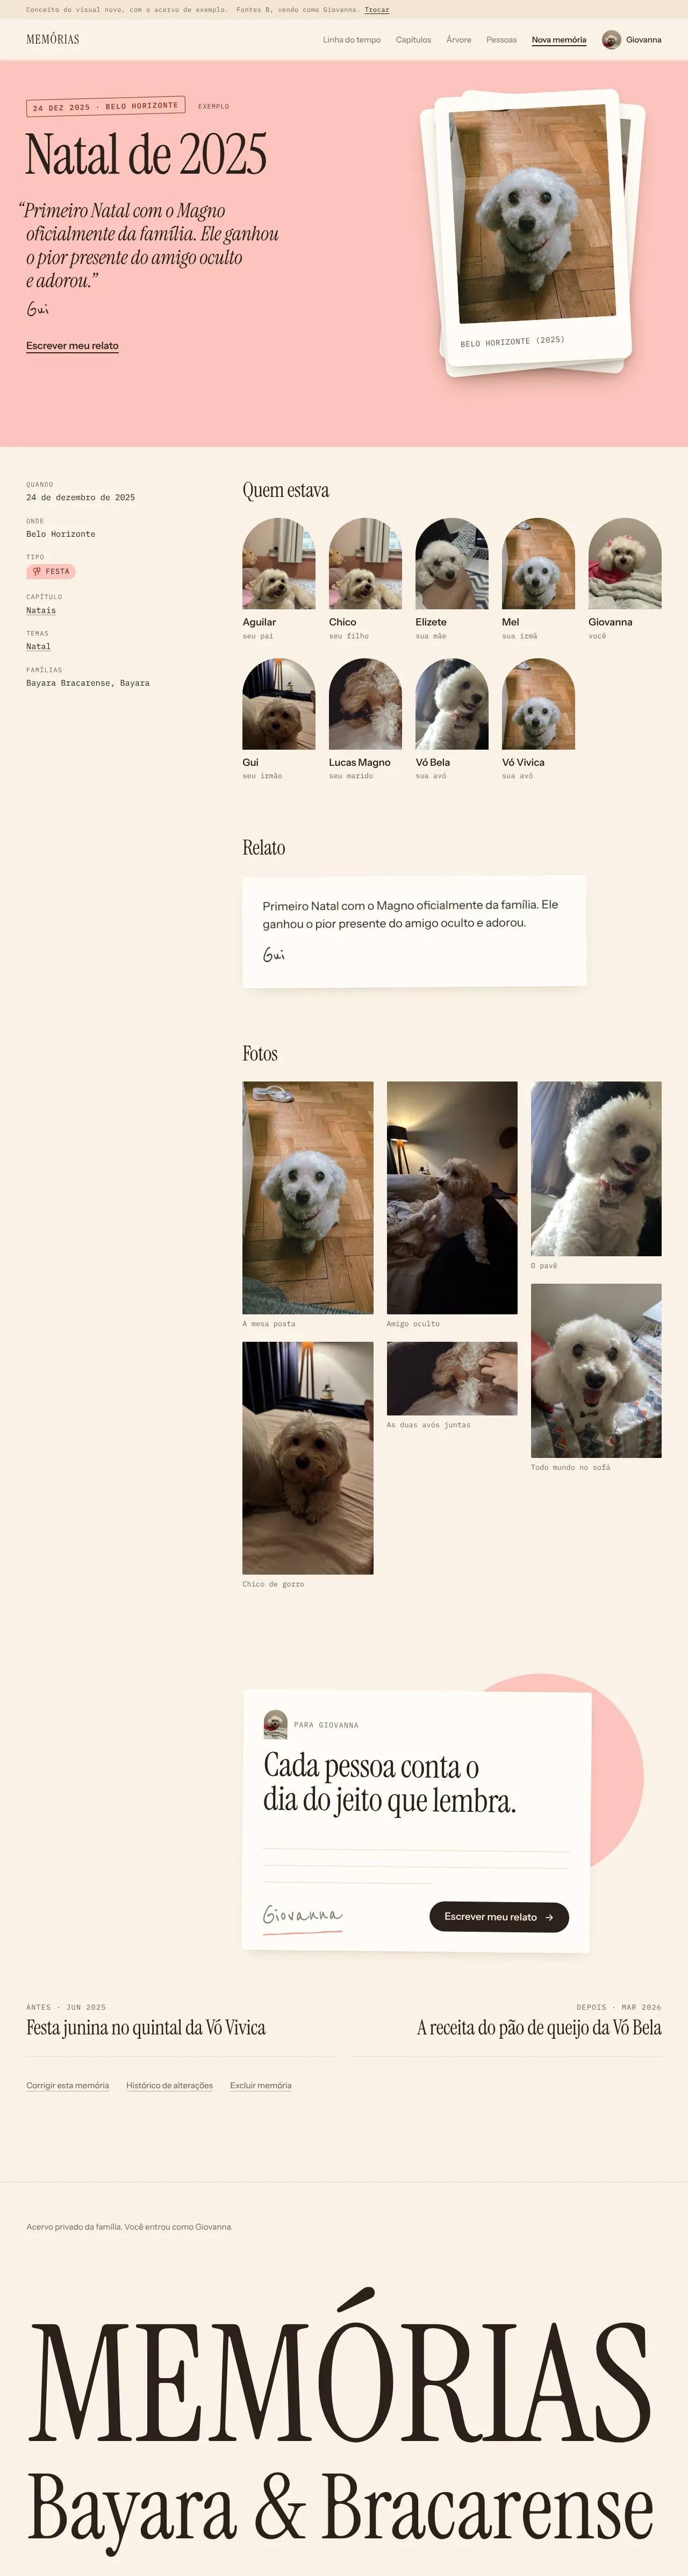 Conceito do visual novo, com o acervo de exemplo. Fontes B, vendo como Giovanna. Trocar
MEMÓRIAS
Linha do tempo
Capítulos
Árvore
Pessoas
Nova memória
Giovanna
24 DEZ 2025 · BELO HORIZONTE
EXEMPLO
Natal de 2025
“Primeiro Natal com o Magno
oficialmente da família. Ele ganhou
o pior presente do amigo oculto
e adorou.”
Gui
Escrever meu relato
BELO HORIZONTE (2025)
QUANDO
24 de dezembro de 2025
ONDE
Belo Horizonte
TIPO
FESTA
CAPÍTULO
Natais
TEMAS
Natal
FAMÍLIAS
Bayara Bracarense, Bayara
Quem estava
Aguilar
seu pai
Chico
seu filho
Elizete
sua mãe
Mel
sua irmã
Giovanna
você
Gui
seu irmão
Lucas Magno
seu marido
Vó Bela
sua avó
Vó Vivica
sua avó
Relato
Primeiro Natal com o Magno oficialmente da família. Ele
ganhou o pior presente do amigo oculto e adorou.
Gui
Fotos
A mesa posta
Amigo oculto
O pavê
Chico de gorro
As duas avós juntas
Todo mundo no sofá
PARA GIOVANNA
Cada pessoa conta o
dia do jeito que lembra.
Giovanna
Escrever meu relato →
ANTES · JUN 2025
Festa junina no quintal da Vó Vivica
DEPOIS · MAR 2026
A receita do pão de queijo da Vó Bela
Corrigir esta memória
Histórico de alterações
Excluir memória
Acervo privado da família. Você entrou como Giovanna.
MEMÓRIAS
Bayara & Bracarense